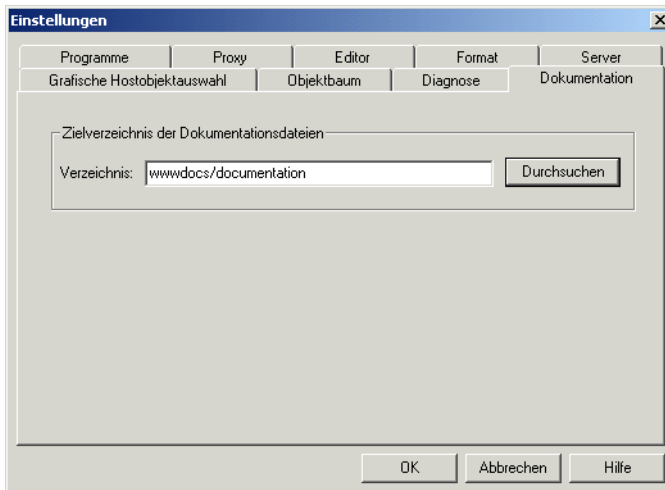 Einstellungen
Programme Proxy Editor Format Server
Grafische Hostobjektauswahl Objektbaum Diagnose Dokumentation
Zielverzeichnis der Dokumentationsdateien
Verzeichnis: wwwdocs/documentation Durchsuchen
OK Abbrechen Hilfe